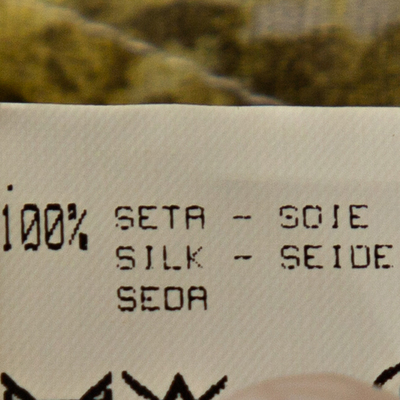 100% SETA - SOIE
SILK - SEIDE
SEDA